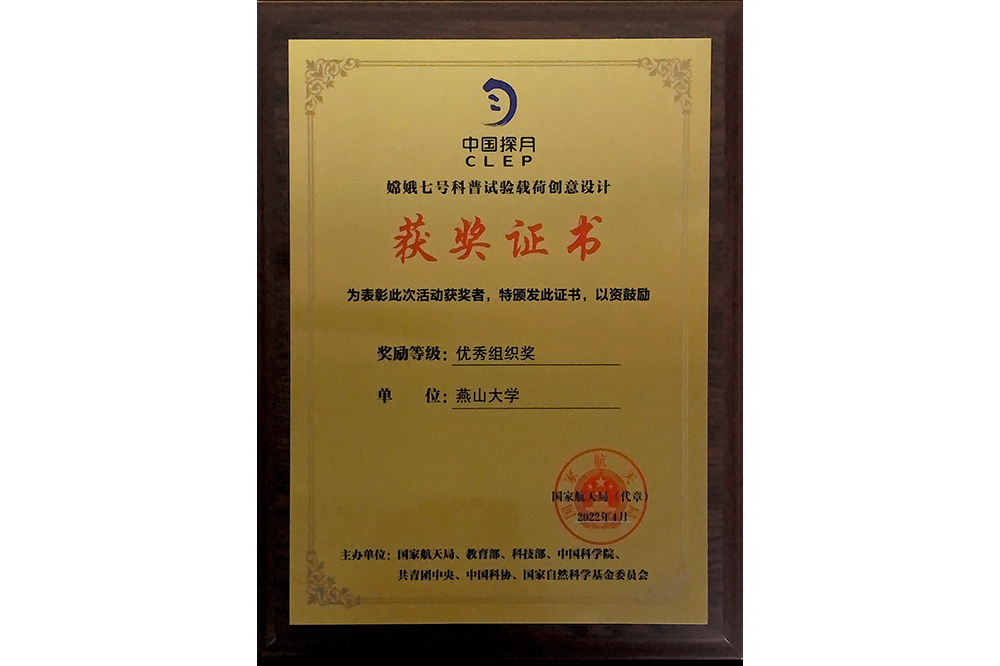 中国探月
CLEP
嫦娥七号科普试验载荷创意设计
获奖证书
为表彰此次活动获奖者，特颁发此证书，以资鼓励
奖励等级：优秀组织奖
单 位：燕山大学
国家航天局
国家航天局（代章）
2022年4月
主办单位：国家航天局、教育部、科技部、中国科学院、
共青团中央、中国科协、国家自然科学基金委员会